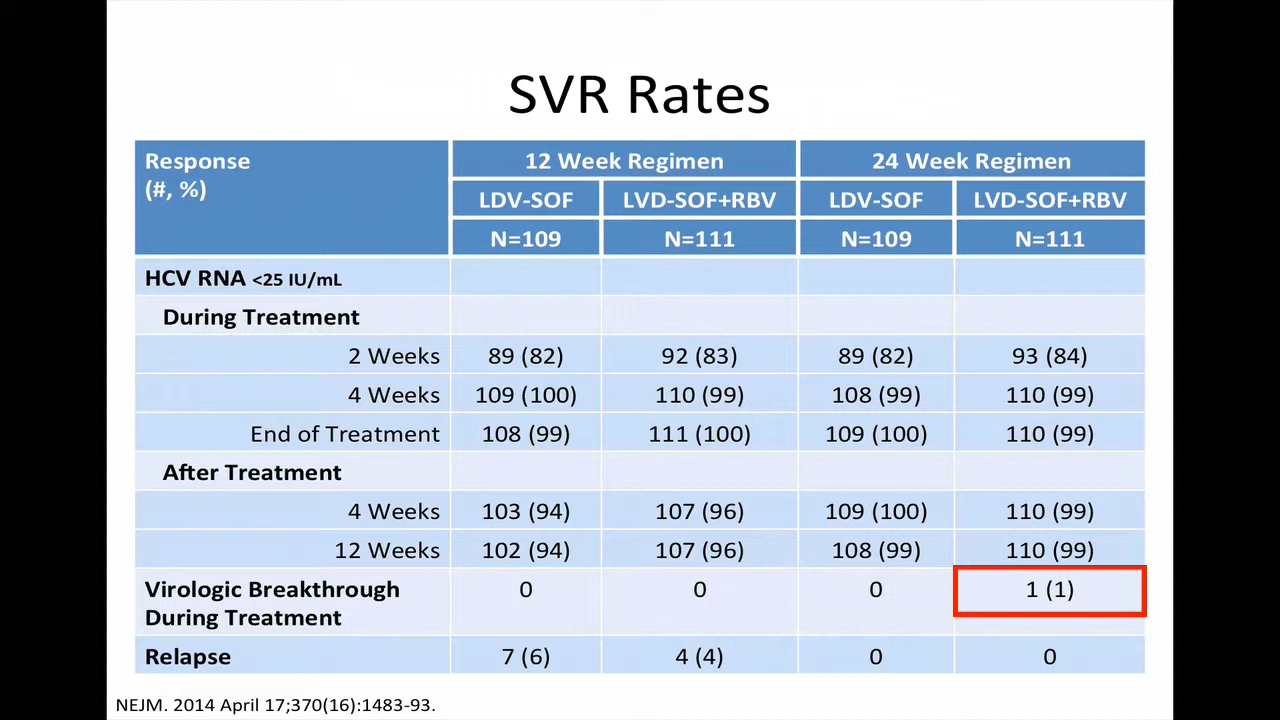 SVR Rates
Response
(#, %)
12 Week Regimen
24 Week Regimen
LDV-SOF
LVD-SOF+RBV
LDV-SOF
LVD-SOF+RBV
N=109
N=111
N=109
N=111
HCV RNA <25 IU/mL
During Treatment
2 Weeks 89 (82) 92 (83) 89 (82) 93 (84)
4 Weeks 109 (100) 110 (99) 108 (99) 110 (99)
End of Treatment 108 (99) 111 (100) 109 (100) 110 (99)
After Treatment
4 Weeks 103 (94) 107 (96) 109 (100) 110 (99)
12 Weeks 102 (94) 107 (96) 108 (99) 110 (99)
Virologic Breakthrough 0 0 0 1 (1)
During Treatment
Relapse 7 (6) 4 (4) 0 0
NEJM. 2014 April 17;370(16):1483-93.